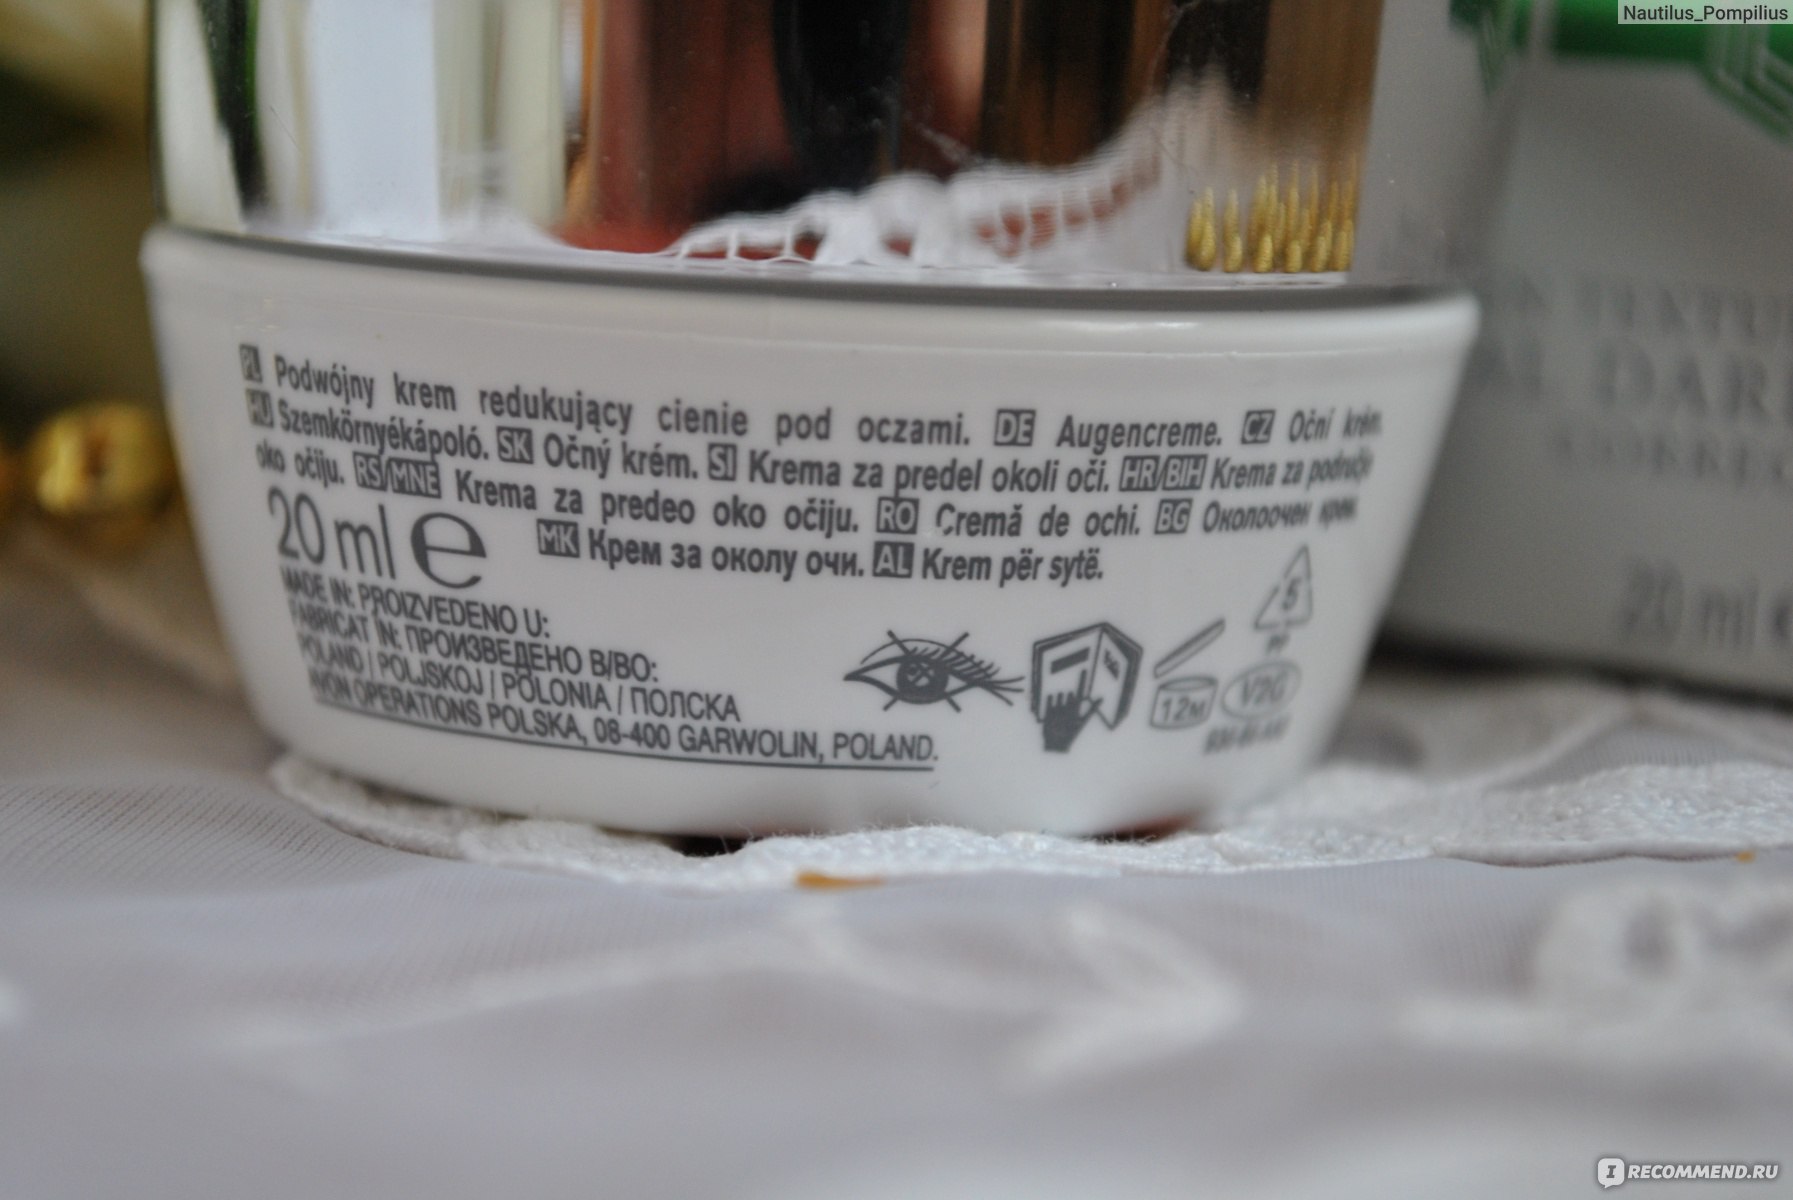 Nautilus_Pompilius
PL Podwójny krem redukujący cienie pod oczami. DE Augencreme. CZ Oční krém.
HU Szemkörnyékápoló. SK Očný krém. SI Krema za predel okoli oči. HR/BIH Krema za područje
oko očiju. RS/MNE Krema za predeo oko očiju. RO Cremă de ochi. BG Околоочен крем.
20 ml e MK Крем за околу очи. AL Krem për sytë.
MADE IN: PROIZVEDENO U:
FABRICAT ÎN: ПРОИЗВЕДЕНО В/ВО:
POLAND / POLJSKOJ / POLONIA / ПОЛСКА
AVON OPERATIONS POLSKA, 08-400 GARWOLIN, POLAND.
5
PP
12M
V2G
DAR
20 ml
IRECOMMEND.RU